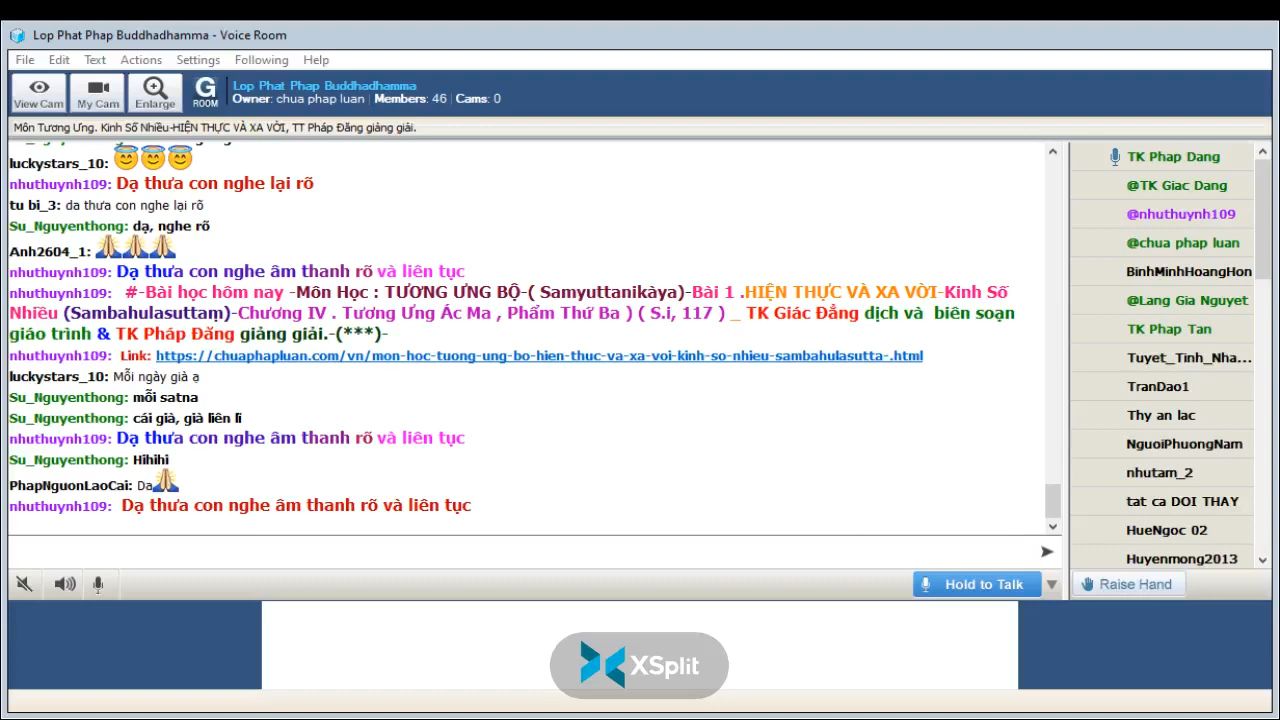 Lop Phat Phap Buddhadhamma - Voice Room
File Edit Text Actions Settings Following Help
View Cam My Cam Enlarge G ROOM
Lop Phat Phap Buddhadhamma
Owner: chua phap luan | Members: 46 | Cams: 0
Môn Tương Ưng. Kinh Số Nhiều-HIỆN THỰC VÀ XA VỜI, TT Pháp Đăng giảng giải.
luckystars_10:
nhuthuynh109: Dạ thưa con nghe lại rõ
tu bi_3: da thưa con nghe lại rõ
Su_Nguyenthong: dạ, nghe rõ
Anh2604_1:
nhuthuynh109: Dạ thưa con nghe âm thanh rõ và liên tục
nhuthuynh109: #-Bài học hôm nay -Môn Học : TƯƠNG ƯNG BỘ-( Samyuttanikàya)-Bài 1 .HIỆN THỰC VÀ XA VỜI-Kinh Số
Nhiều (Sambahulasuttam)-Chương IV . Tương Ưng Ác Ma , Phẩm Thứ Ba ) ( S.i, 117 ) _ TK Giác Đẳng dịch và biên soạn
giáo trình & TK Pháp Đăng giảng giải.-(***)-
nhuthuynh109: Link: https://chuaphapluan.com/vn/mon-hoc-tuong-ung-bo-hien-thuc-va-xa-voi-kinh-so-nhieu-sambahulasutta-.html
luckystars_10: Mỗi ngày già ạ
Su_Nguyenthong: mỗi satna
Su_Nguyenthong: cái già, già liên lỉ
nhuthuynh109: Dạ thưa con nghe âm thanh rõ và liên tục
Su_Nguyenthong: Hihihi
PhapNguonLaoCai: Da
nhuthuynh109: Dạ thưa con nghe âm thanh rõ và liên tục
TK Phap Dang
@TK Giac Dang
@nhuthuynh109
@chua phap luan
BinhMinhHoangHon
@Lang Gia Nguyet
TK Phap Tan
Tuyet_Tinh_Nha...
TranDao1
Thy an lac
NguoiPhuongNam
nhutam_2
tat ca DOI THAY
HueNgoc 02
Huyenmong2013
Hold to Talk
Raise Hand
XSplit